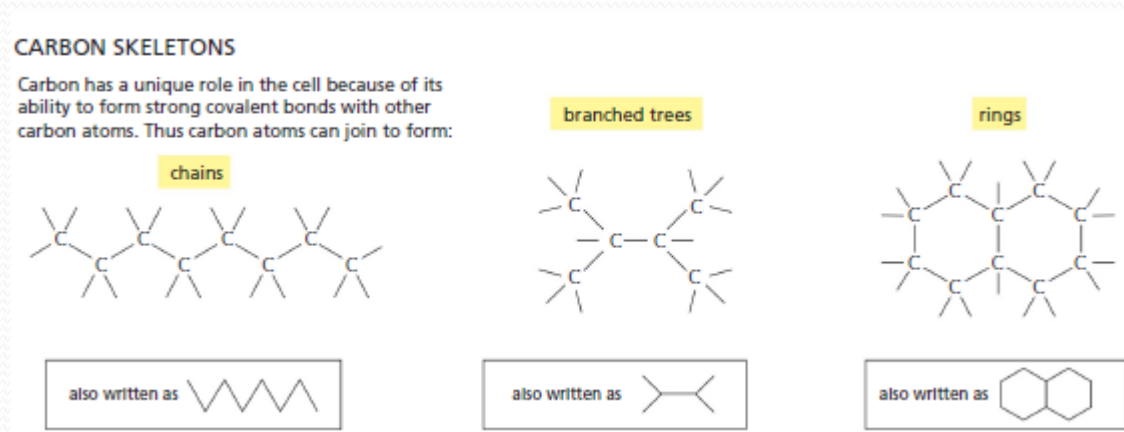 CARBON SKELETONS
Carbon has a unique role in the cell because of its
ability to form strong covalent bonds with other
carbon atoms. Thus carbon atoms can join to form:
chains
branched trees
rings
C C C C
C C C C
C C
C C
C C
C C
C C C
C C C
C C
also written as
also written as
also written as